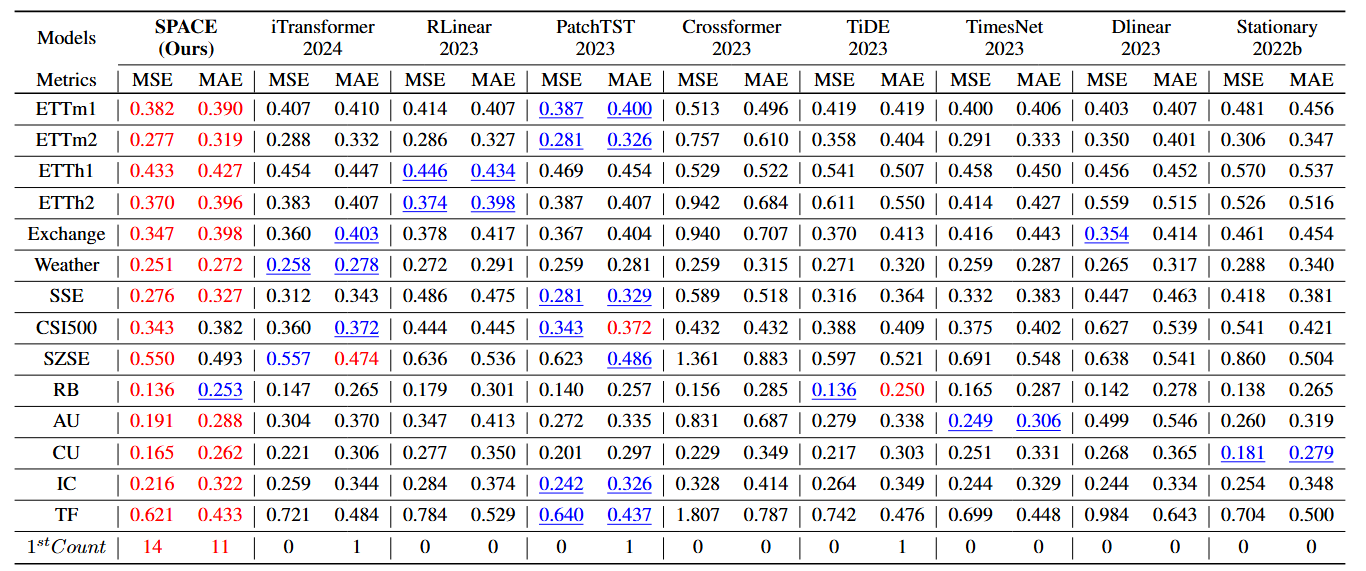 Models SPACE (Ours) iTransformer 2024 RLinear 2023 PatchTST 2023 Crossformer 2023 TiDE 2023 TimesNet 2023 Dlinear 2023 Stationary 2022b
Metrics MSE MAE MSE MAE MSE MAE MSE MAE MSE MAE MSE MAE MSE MAE MSE MAE MSE MAE
ETTm1 0.382 0.390 0.407 0.410 0.414 0.407 0.387 0.400 0.513 0.496 0.419 0.419 0.400 0.406 0.403 0.407 0.481 0.456
ETTm2 0.277 0.319 0.288 0.332 0.286 0.327 0.281 0.326 0.757 0.610 0.358 0.404 0.291 0.333 0.350 0.401 0.306 0.347
ETTh1 0.433 0.427 0.454 0.447 0.446 0.434 0.469 0.454 0.529 0.522 0.541 0.507 0.458 0.450 0.456 0.452 0.570 0.537
ETTh2 0.370 0.396 0.383 0.407 0.374 0.398 0.387 0.407 0.942 0.684 0.611 0.550 0.414 0.427 0.559 0.515 0.526 0.516
Exchange 0.347 0.398 0.360 0.403 0.378 0.417 0.367 0.404 0.940 0.707 0.370 0.413 0.416 0.443 0.354 0.414 0.461 0.454
Weather 0.251 0.272 0.258 0.278 0.272 0.291 0.259 0.281 0.259 0.315 0.271 0.320 0.259 0.287 0.265 0.317 0.288 0.340
SSE 0.276 0.327 0.312 0.343 0.486 0.475 0.281 0.329 0.589 0.518 0.316 0.364 0.332 0.383 0.447 0.463 0.418 0.381
CSI500 0.343 0.382 0.360 0.372 0.444 0.445 0.343 0.372 0.432 0.432 0.388 0.409 0.375 0.402 0.627 0.539 0.541 0.421
SZSE 0.550 0.493 0.557 0.474 0.636 0.536 0.623 0.486 1.361 0.883 0.597 0.521 0.691 0.548 0.638 0.541 0.860 0.504
RB 0.136 0.253 0.147 0.265 0.179 0.301 0.140 0.257 0.156 0.285 0.136 0.250 0.165 0.287 0.142 0.278 0.138 0.265
AU 0.191 0.288 0.304 0.370 0.347 0.413 0.272 0.335 0.831 0.687 0.279 0.338 0.249 0.306 0.499 0.546 0.260 0.319
CU 0.165 0.262 0.221 0.306 0.277 0.350 0.201 0.297 0.229 0.349 0.217 0.303 0.251 0.331 0.268 0.365 0.181 0.279
IC 0.216 0.322 0.259 0.344 0.284 0.374 0.242 0.326 0.328 0.414 0.264 0.349 0.244 0.329 0.244 0.334 0.254 0.348
TF 0.621 0.433 0.721 0.484 0.784 0.529 0.640 0.437 1.807 0.787 0.742 0.476 0.699 0.448 0.984 0.643 0.704 0.500
1stCount 14 11 0 1 0 0 0 1 0 0 0 1 0 0 0 0 0 0